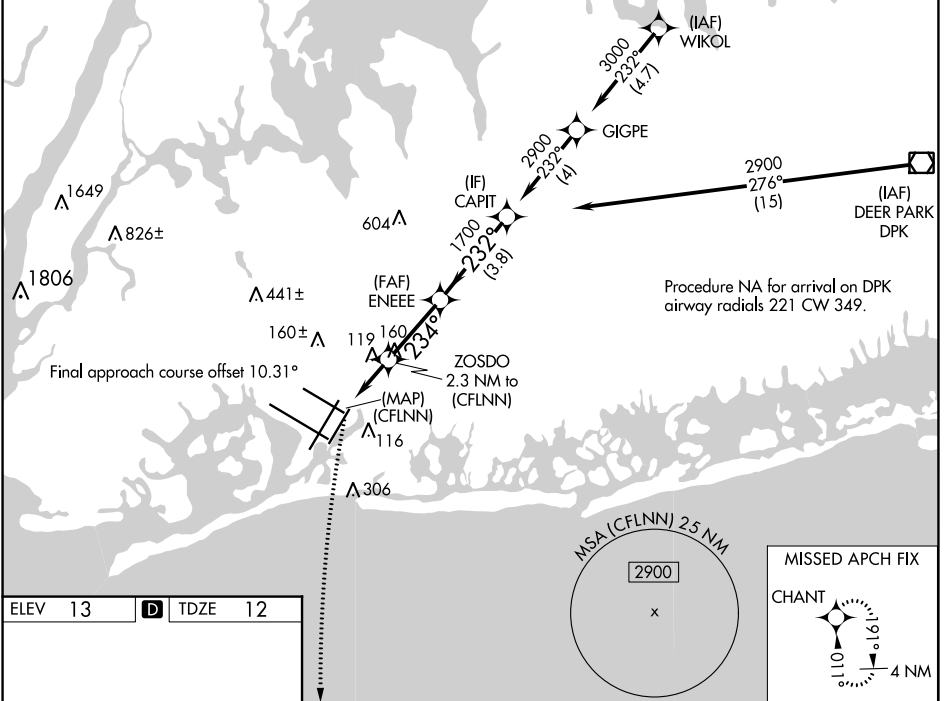 (IAF)
WIKOL
3000
232°
(4.7)
GIGPE
2900
232°
(4)
(IF)
CAPIT
2900
276°
(15)
(IAF)
DEER PARK
DPK
1649
826±
604
1700
232°
(3.8)
1806
441±
(FAF)
ENEEE
Procedure NA for arrival on DPK
airway radials 221 CW 349.
160±
119
160
234°
ZOSDO
2.3 NM to
(CFLNN)
Final approach course offset 10.31°
(MAP)
(CFLNN)
116
306
MSA (CFLNN) 25 NM
2900
x
MISSED APCH FIX
CHANT
191°
011°
4 NM
ELEV 13 D TDZE 12